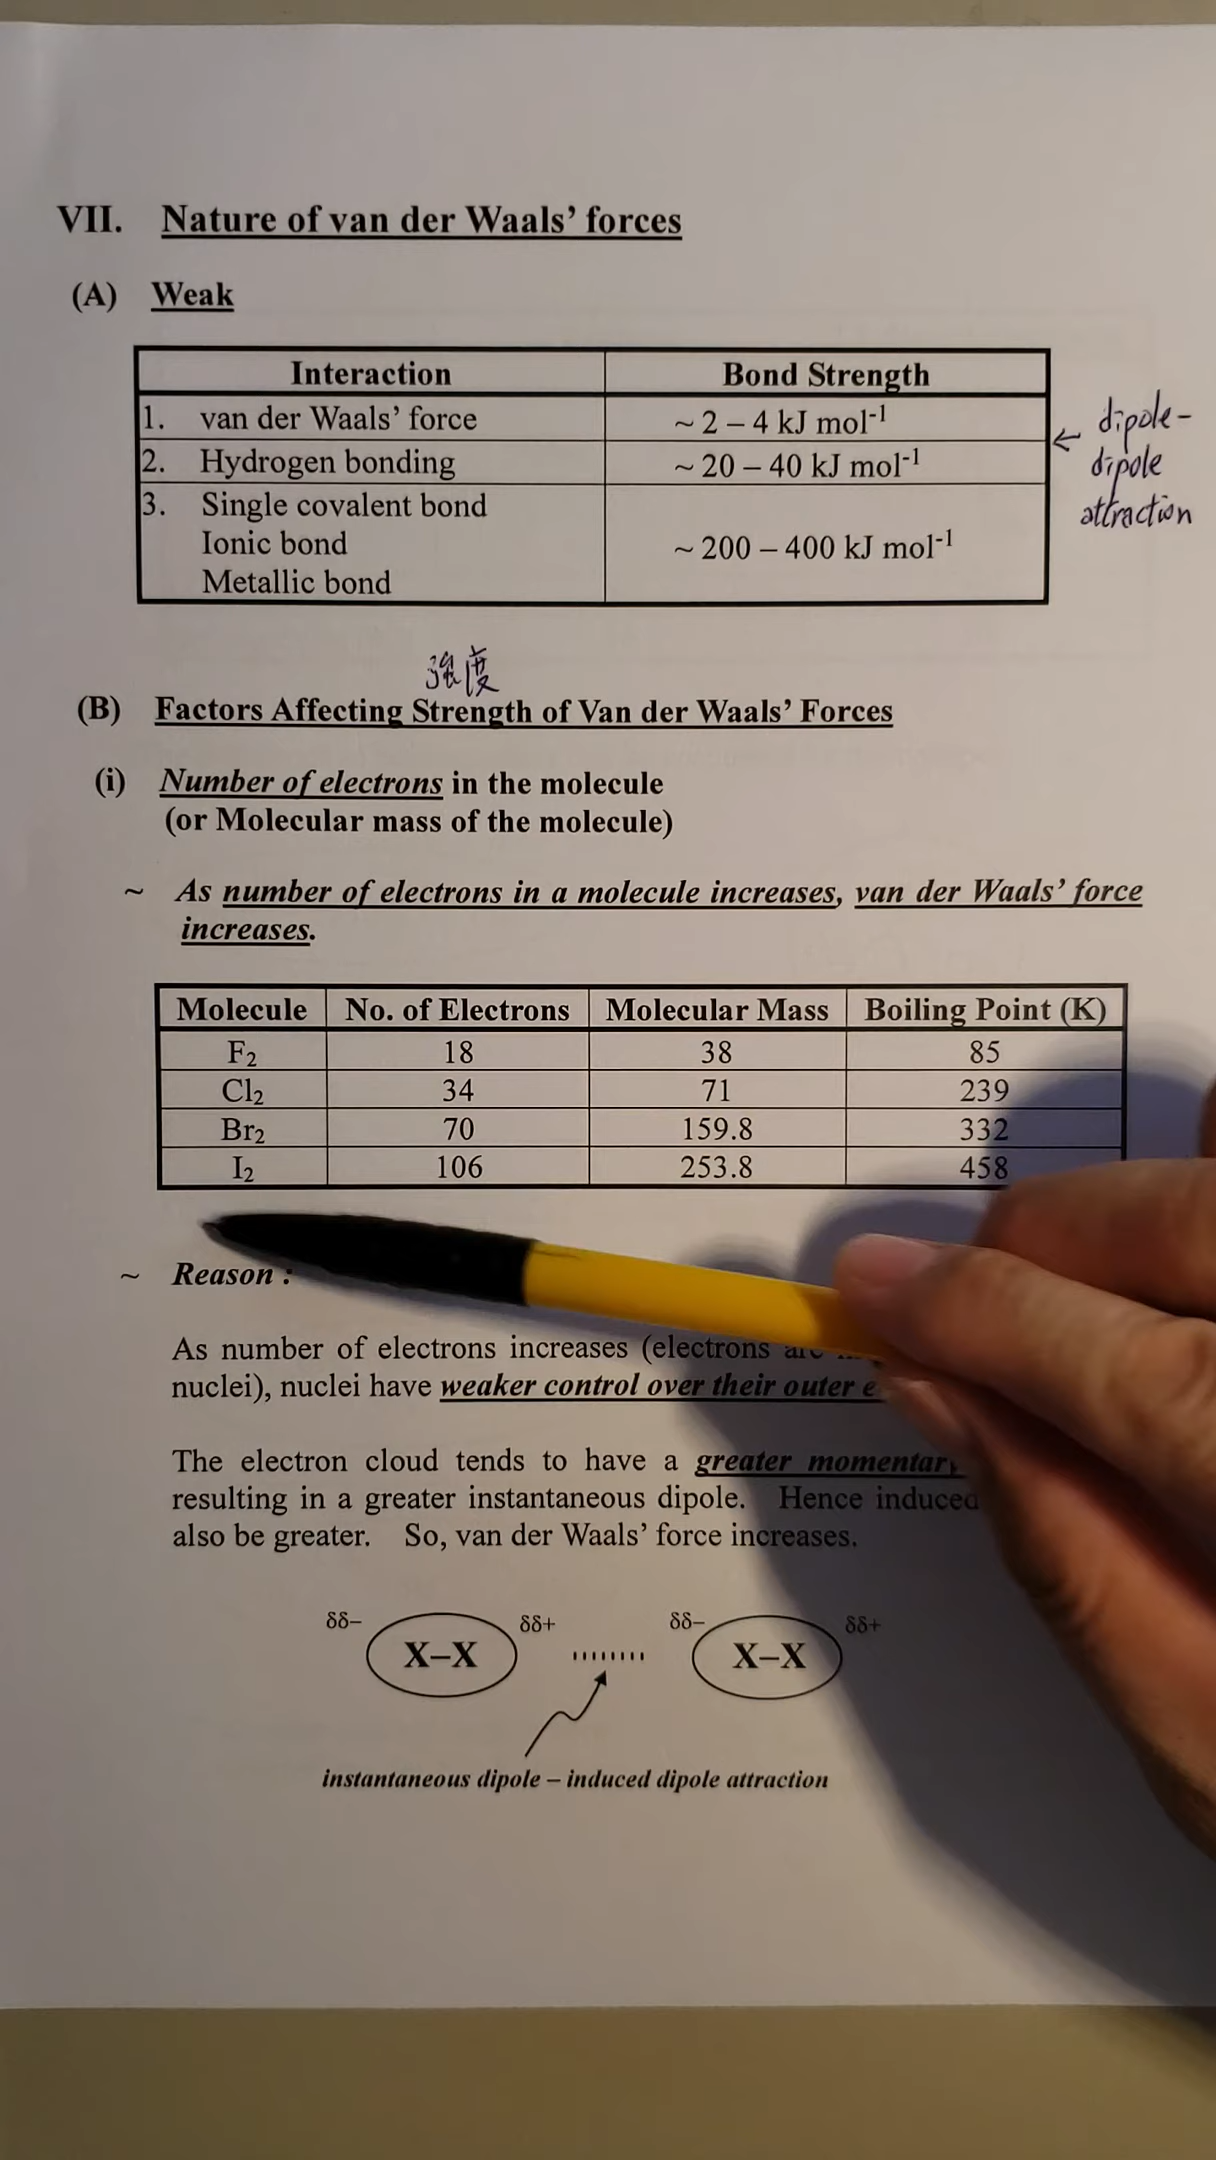 VII. Nature of van der Waals’ forces
(A) Weak
Interaction Bond Strength
1. van der Waals’ force ~ 2 – 4 kJ mol-1
2. Hydrogen bonding ~ 20 – 40 kJ mol-1
3. Single covalent bond
Ionic bond ~ 200 – 400 kJ mol-1
Metallic bond
← dipole-
dipole
attraction
強度
(B) Factors Affecting Strength of Van der Waals’ Forces
(i) Number of electrons in the molecule
(or Molecular mass of the molecule)
~ As number of electrons in a molecule increases, van der Waals’ force
increases.
Molecule No. of Electrons Molecular Mass Boiling Point (K)
F2 18 38 85
Cl2 34 71 239
Br2 70 159.8 332
I2 106 253.8 458
~ Reason :
As number of electrons increases (electrons are
nuclei), nuclei have weaker control over their outer
The electron cloud tends to have a greater momentary
resulting in a greater instantaneous dipole. Hence induced
also be greater. So, van der Waals’ force increases.
δδ– δδ+ δδ– δδ+
X–X X–X
instantaneous dipole – induced dipole attraction